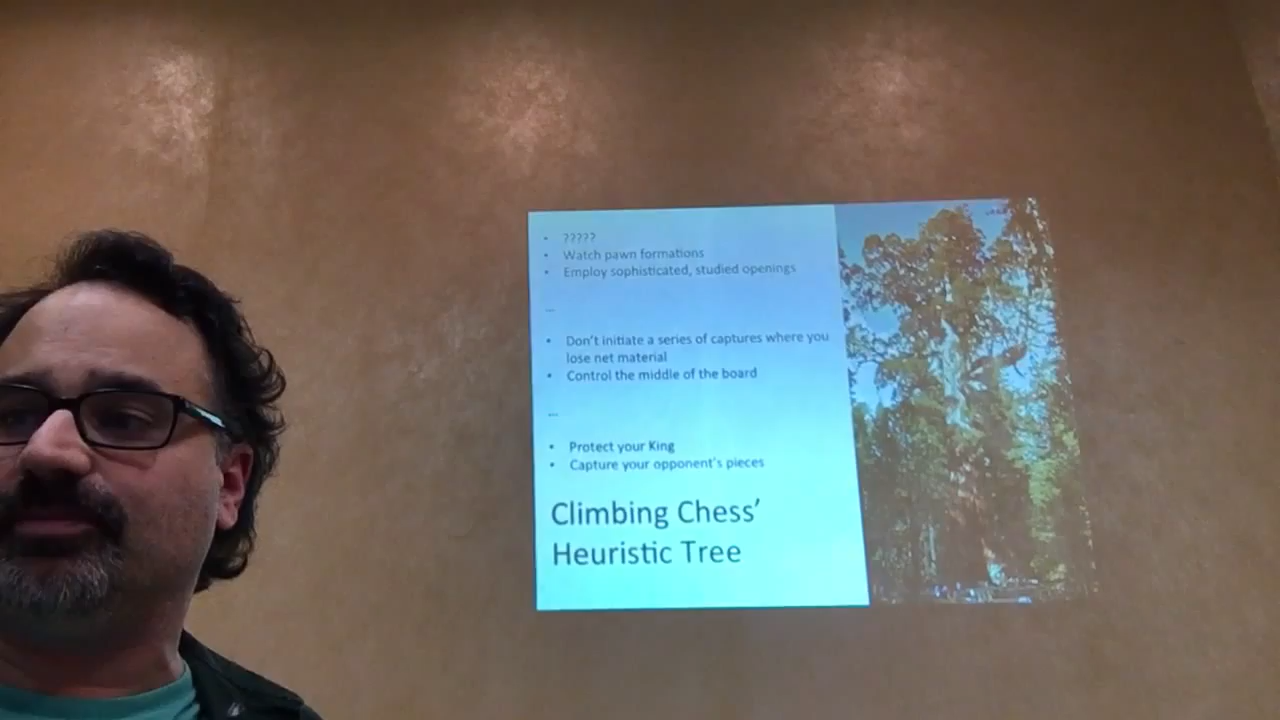 • ?????
• Watch pawn formations
• Employ sophisticated, studied openings
...
• Don't initiate a series of captures where you
lose net material
• Control the middle of the board
...
• Protect your King
• Capture your opponent's pieces
Climbing Chess'
Heuristic Tree